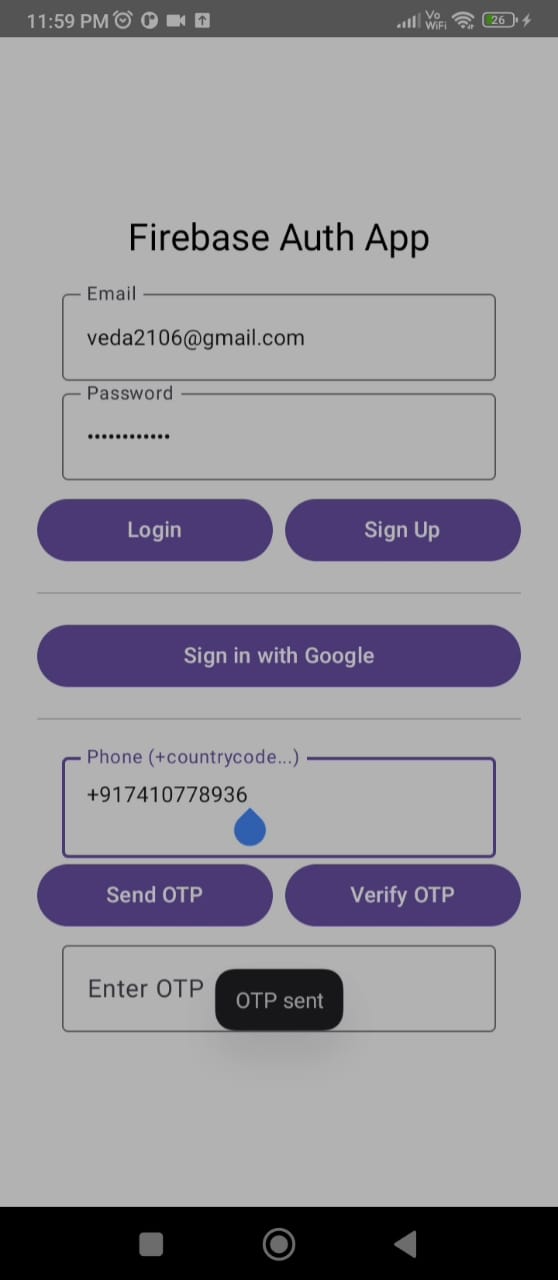 11:59 PM Vo WiFi 26
Firebase Auth App
Email
veda2106@gmail.com
Password
••••••••••••
Login Sign Up
Sign in with Google
Phone (+countrycode...)
+917410778936
Send OTP Verify OTP
Enter OTP
OTP sent